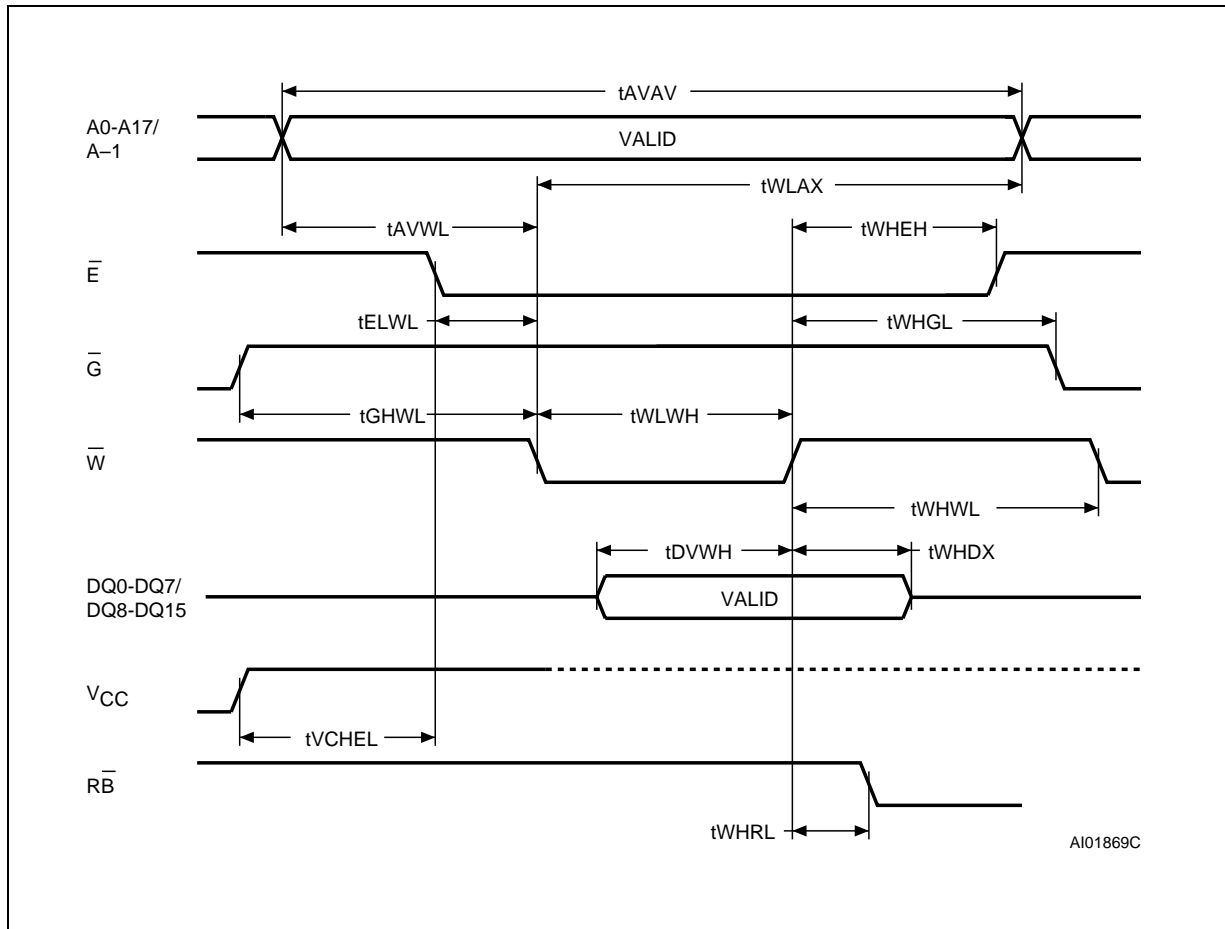 tAVAV
A0-A17/
A–1
VALID
tWLAX
tAVWL
tWHEH
E̅
tELWL
tWHGL
G̅
tGHWL
tWLWH
W̅
tWHWL
tDVWH
tWHDX
DQ0-DQ7/
DQ8-DQ15
VALID
VCC
tVCHEL
RB̅
tWHRL
AI01869C